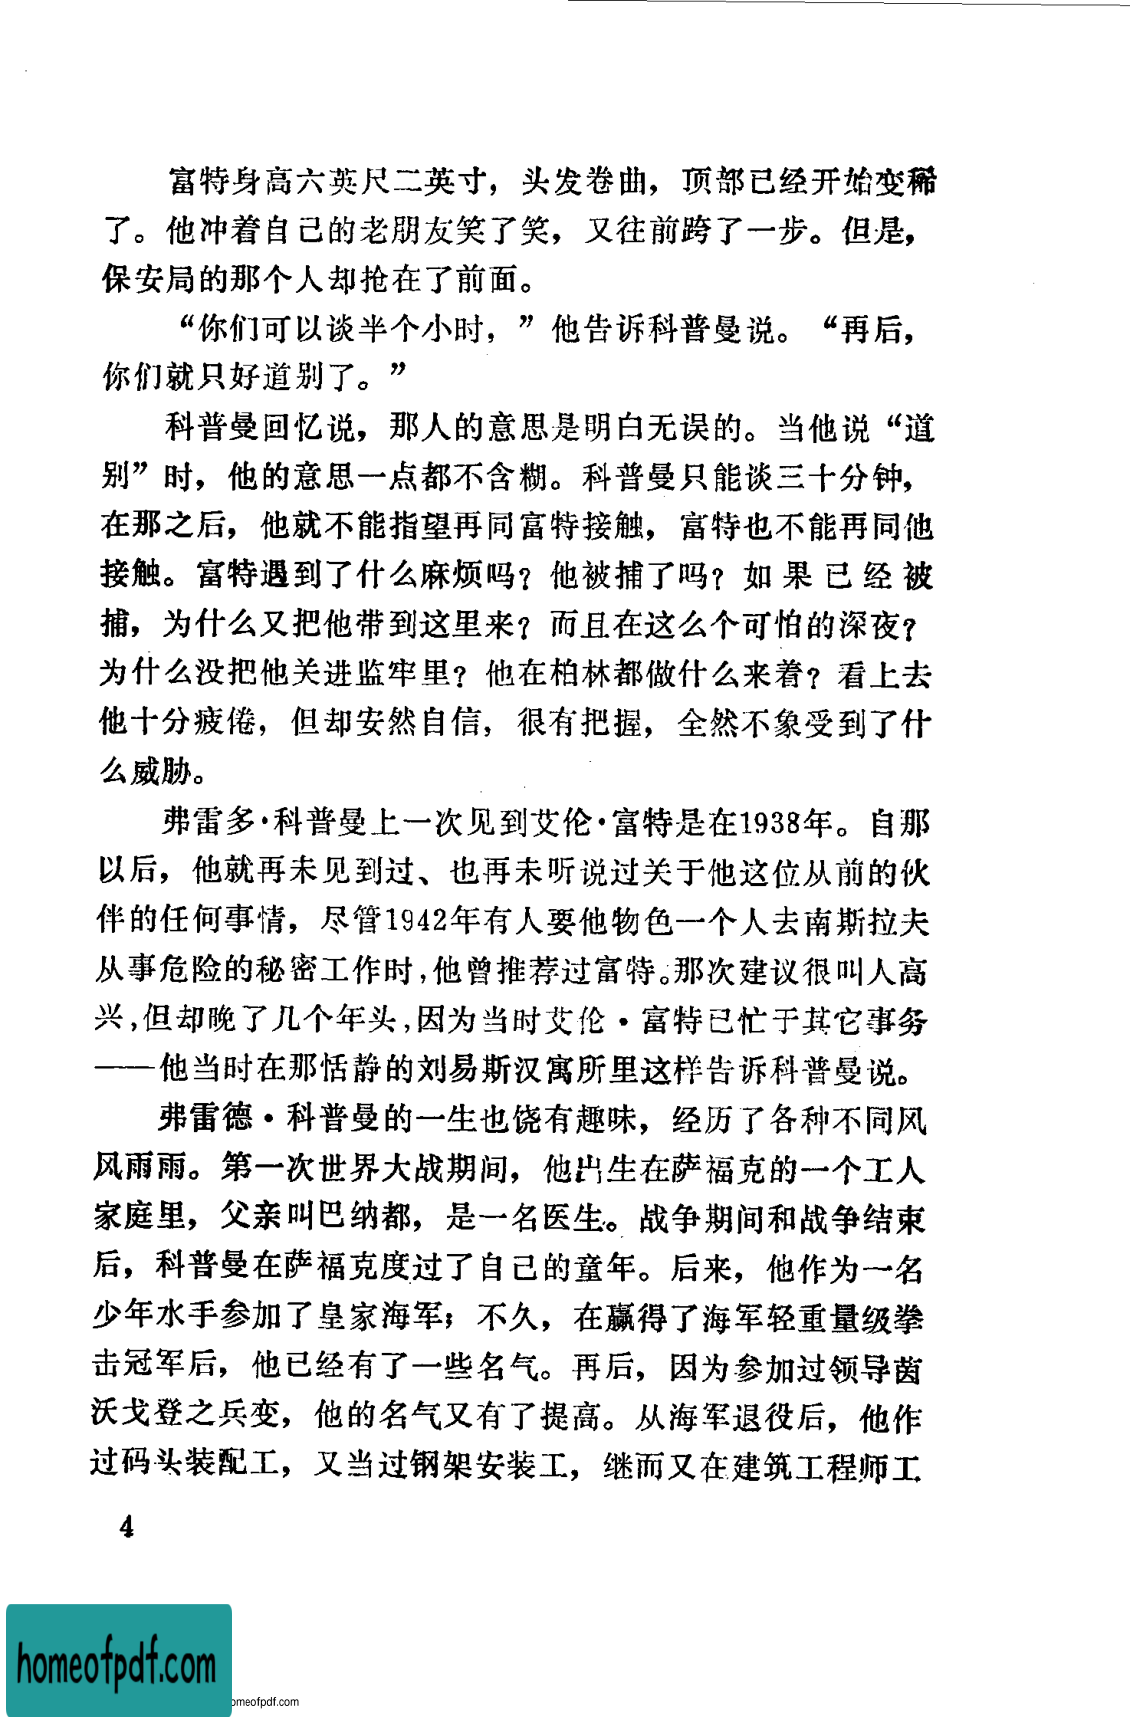 富特身高六英尺二英寸，头发卷曲，顶部已经开始变稀
了。他冲着自己的老朋友笑了笑，又往前跨了一步。但是，
保安局的那个人却抢在了前面。
“你们可以谈半个小时，”他告诉科普曼说。“再后，
你们就只好道别了。”
科普曼回忆说，那人的意思是明白无误的。当他说“道
别”时，他的意思一点都不含糊。科普曼只能谈三十分钟，
在那之后，他就不能指望再同富特接触，富特也不能再同他
接触。富特遇到了什么麻烦吗？他被捕了吗？如果已经被
捕，为什么又把他带到这里来？而且在这么个可怕的深夜？
为什么没把他关进监牢里？他在柏林都做什么来着？看上去
他十分疲倦，但却安然自信，很有把握，全然不象受到了什
么威胁。
弗雷多·科普曼上一次见到艾伦·富特是在1938年。自那
以后，他就再未见到过、也再未听说过关于他这位从前的伙
伴的任何事情，尽管1942年有人要他物色一个人去南斯拉夫
从事危险的秘密工作时，他曾推荐过富特。那次建议很叫人高
兴，但却晚了几个年头，因为当时艾伦·富特已忙于其它事务
——他当时在那恬静的刘易斯汉寓所里这样告诉科普曼说。
弗雷德·科普曼的一生也饶有趣味，经历了各种不同风
风雨雨。第一次世界大战期间，他出生在萨福克的一个工人
家庭里，父亲叫巴纳都，是一名医生。战争期间和战争结束
后，科普曼在萨福克度过了自己的童年。后来，他作为一名
少年水手参加了皇家海军；不久，在赢得了海军轻重量级拳
击冠军后，他已经有了一些名气。再后，因为参加过领导茵
沃戈登之兵变，他的名气又有了提高。从海军退役后，他作
过码头装配工，又当过钢架安装工，继而又在建筑工程师工
4
homeofpdf.com
omeofpdf.com